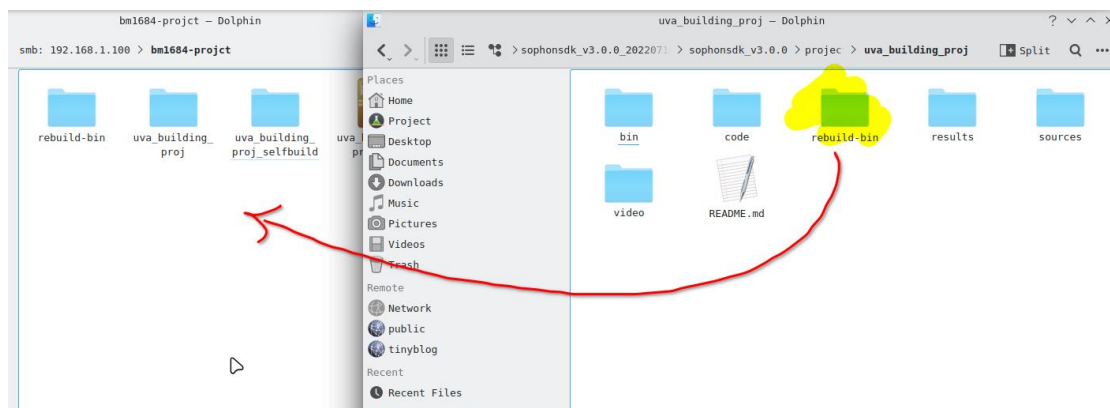 bm1684-projct — Dolphin
smb: 192.168.1.100 > bm1684-projct
rebuild-bin
uva_building_
proj
uva_building_
proj_selfbuild
uva_building_proj — Dolphin
? 
> sophonsdk_v3.0.0_2022071 > sophonsdk_v3.0.0 > projec > uva_building_proj
Split
Places
Home
Project
Desktop
Documents
Downloads
Music
Pictures
Videos
Trash
Remote
Network
public
tinyblog
Recent
Recent Files
bin
code
rebuild-bin
results
sources
video
README.md